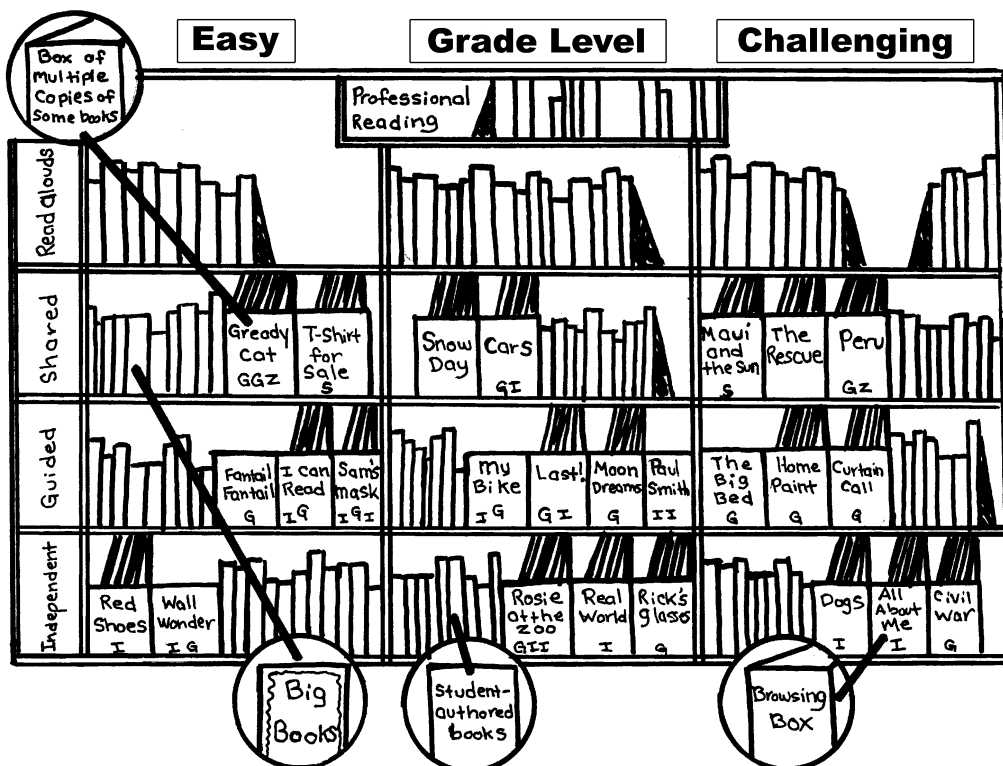 Easy
Grade Level
Challenging
Box of
Multiple
Copies of
Some books
Professional
Reading
Read Alouds
Shared
Gready
Cat
GGZ
T-Shirt
for
Sale
S
Snow
Day
Cars
GI
Maui
and
the Sun
S
The
Rescue
Peru
GZ
Guided
Fantail
Fantail
G
I can
Read
IG
Sam's
mask
IGI
My
Bike
IG
Last!
GI
Moon
Dreams
G
Paul
Smith
II
The
Big
Bed
G
Home
Paint
G
Curtain
Call
G
Independent
Red
Shoes
I
Wall
Wonder
IG
Rosie
at the
ZOO
GII
Real
World
I
Rick's
glasses
G
Dogs
I
All
About
Me
I
Civil
War
G
Big
Books
Student-
authored
books
Browsing
Box